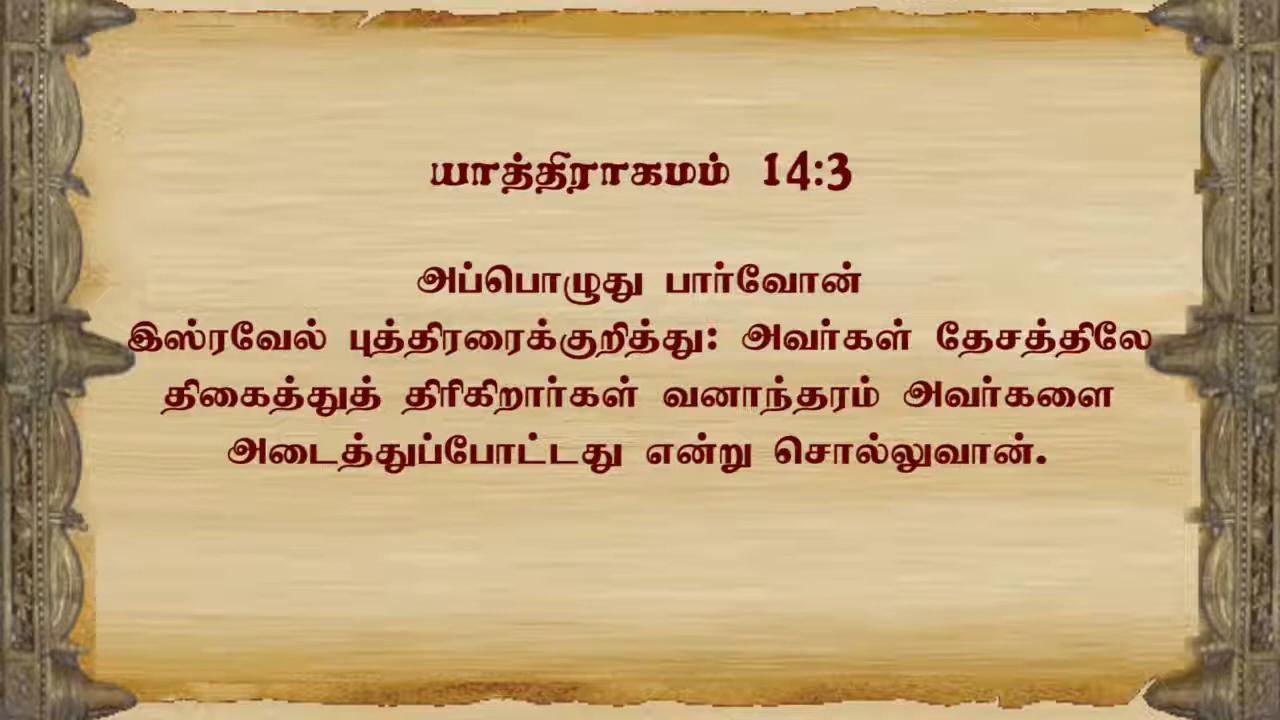 யாத்திராகமம் 14:3
அப்பொழுது பார்வோன்
இஸ்ரவேல் புத்திரரைக்குறித்து: அவர்கள் தேசத்திலே
திகைத்துத் திரிகிறார்கள் வனாந்தரம் அவர்களை
அடைத்துப்போட்டது என்று சொல்லுவான்.